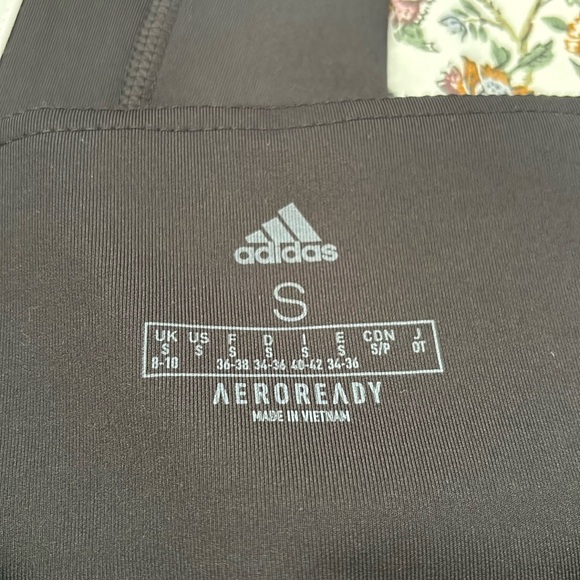 adidas
S
UK US F D I E CDN J
S S S S S S S/P OT
8-10 36-38 34-36 40-42 34-36
AEROREADY
MADE IN VIETNAM